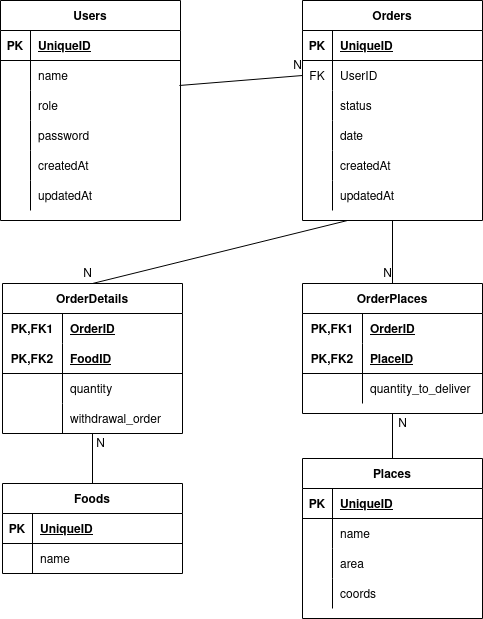 Users
PK UniqueID
name
role
password
createdAt
updatedAt
N
Orders
PK UniqueID
FK UserID
status
date
createdAt
updatedAt
N
OrderDetails
PK,FK1 OrderID
PK,FK2 FoodID
quantity
withdrawal_order
N
Foods
PK UniqueID
name
N
OrderPlaces
PK,FK1 OrderID
PK,FK2 PlaceID
quantity_to_deliver
N
Places
PK UniqueID
name
area
coords